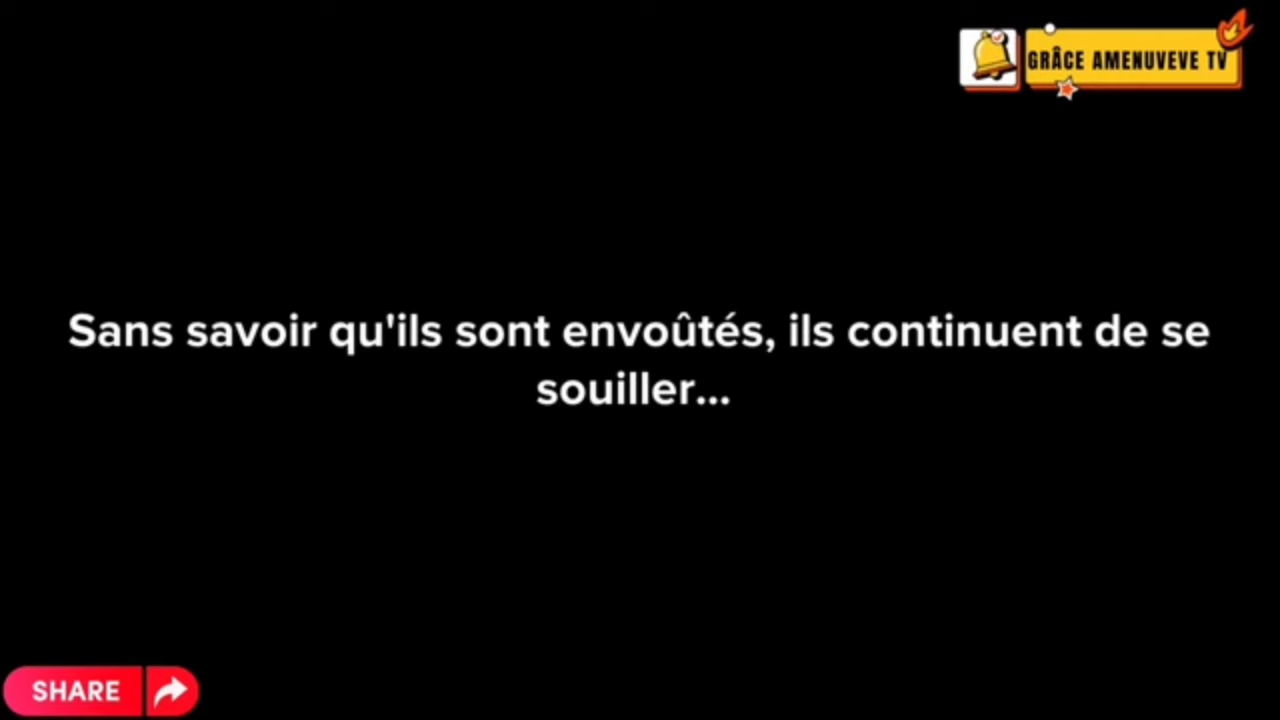 GRÂCE AMENUVEVE TV
Sans savoir qu'ils sont envoûtés, ils continuent de se
souiller...
SHARE